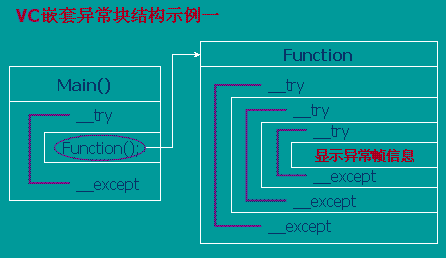 VC嵌套异常块结构示例一
Main()
__try
Function();
__except
Function
__try
__try
__try
显示异常帧信息
__except
__except
__except